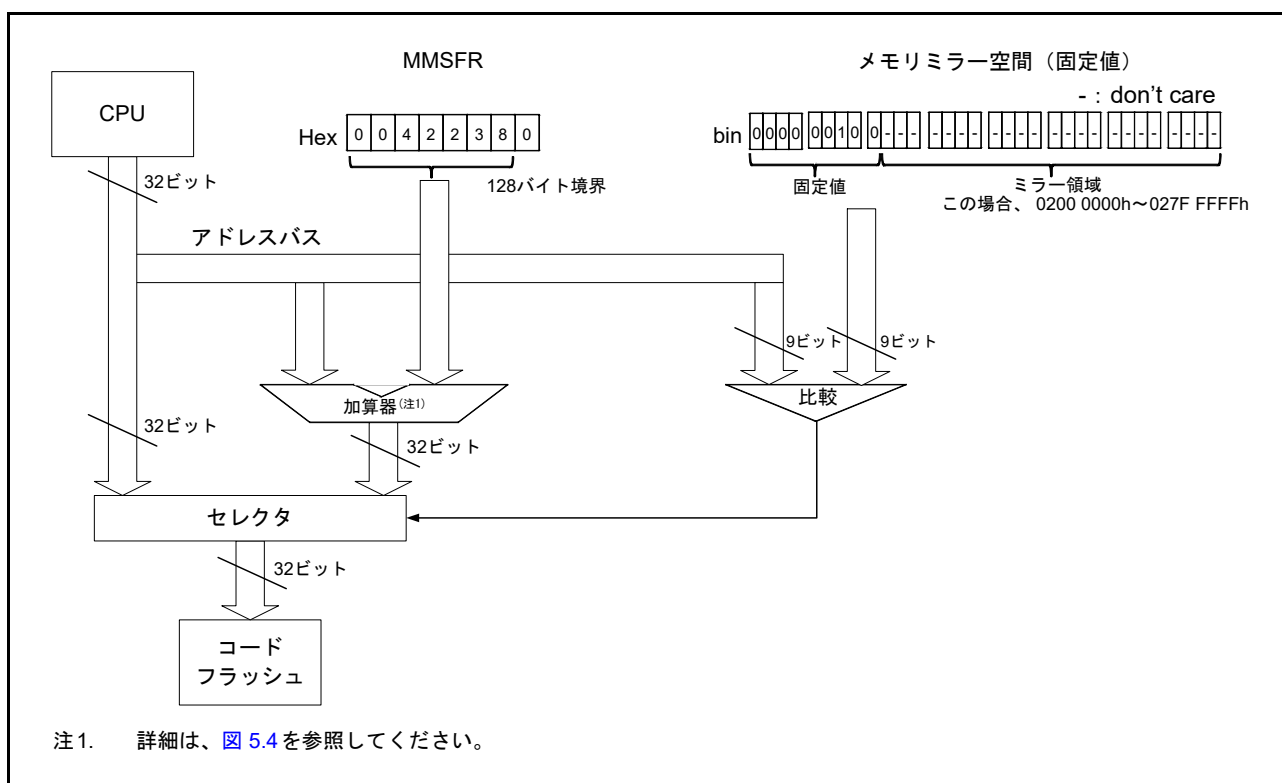 MMSFR
メモリミラー空間（固定値）
- : don't care
CPU
Hex 0 0 4 2 2 3 8 0
bin 0000 0010 0--- ---- ---- ---- ---- ----
32ビット
128バイト境界
固定値
ミラー領域
この場合、 0200 0000h～027F FFFFh
アドレスバス
9ビット
9ビット
加算器(注1)
比較
32ビット
32ビット
セレクタ
32ビット
コード
フラッシュ
注1. 詳細は、図 5.4を参照してください。